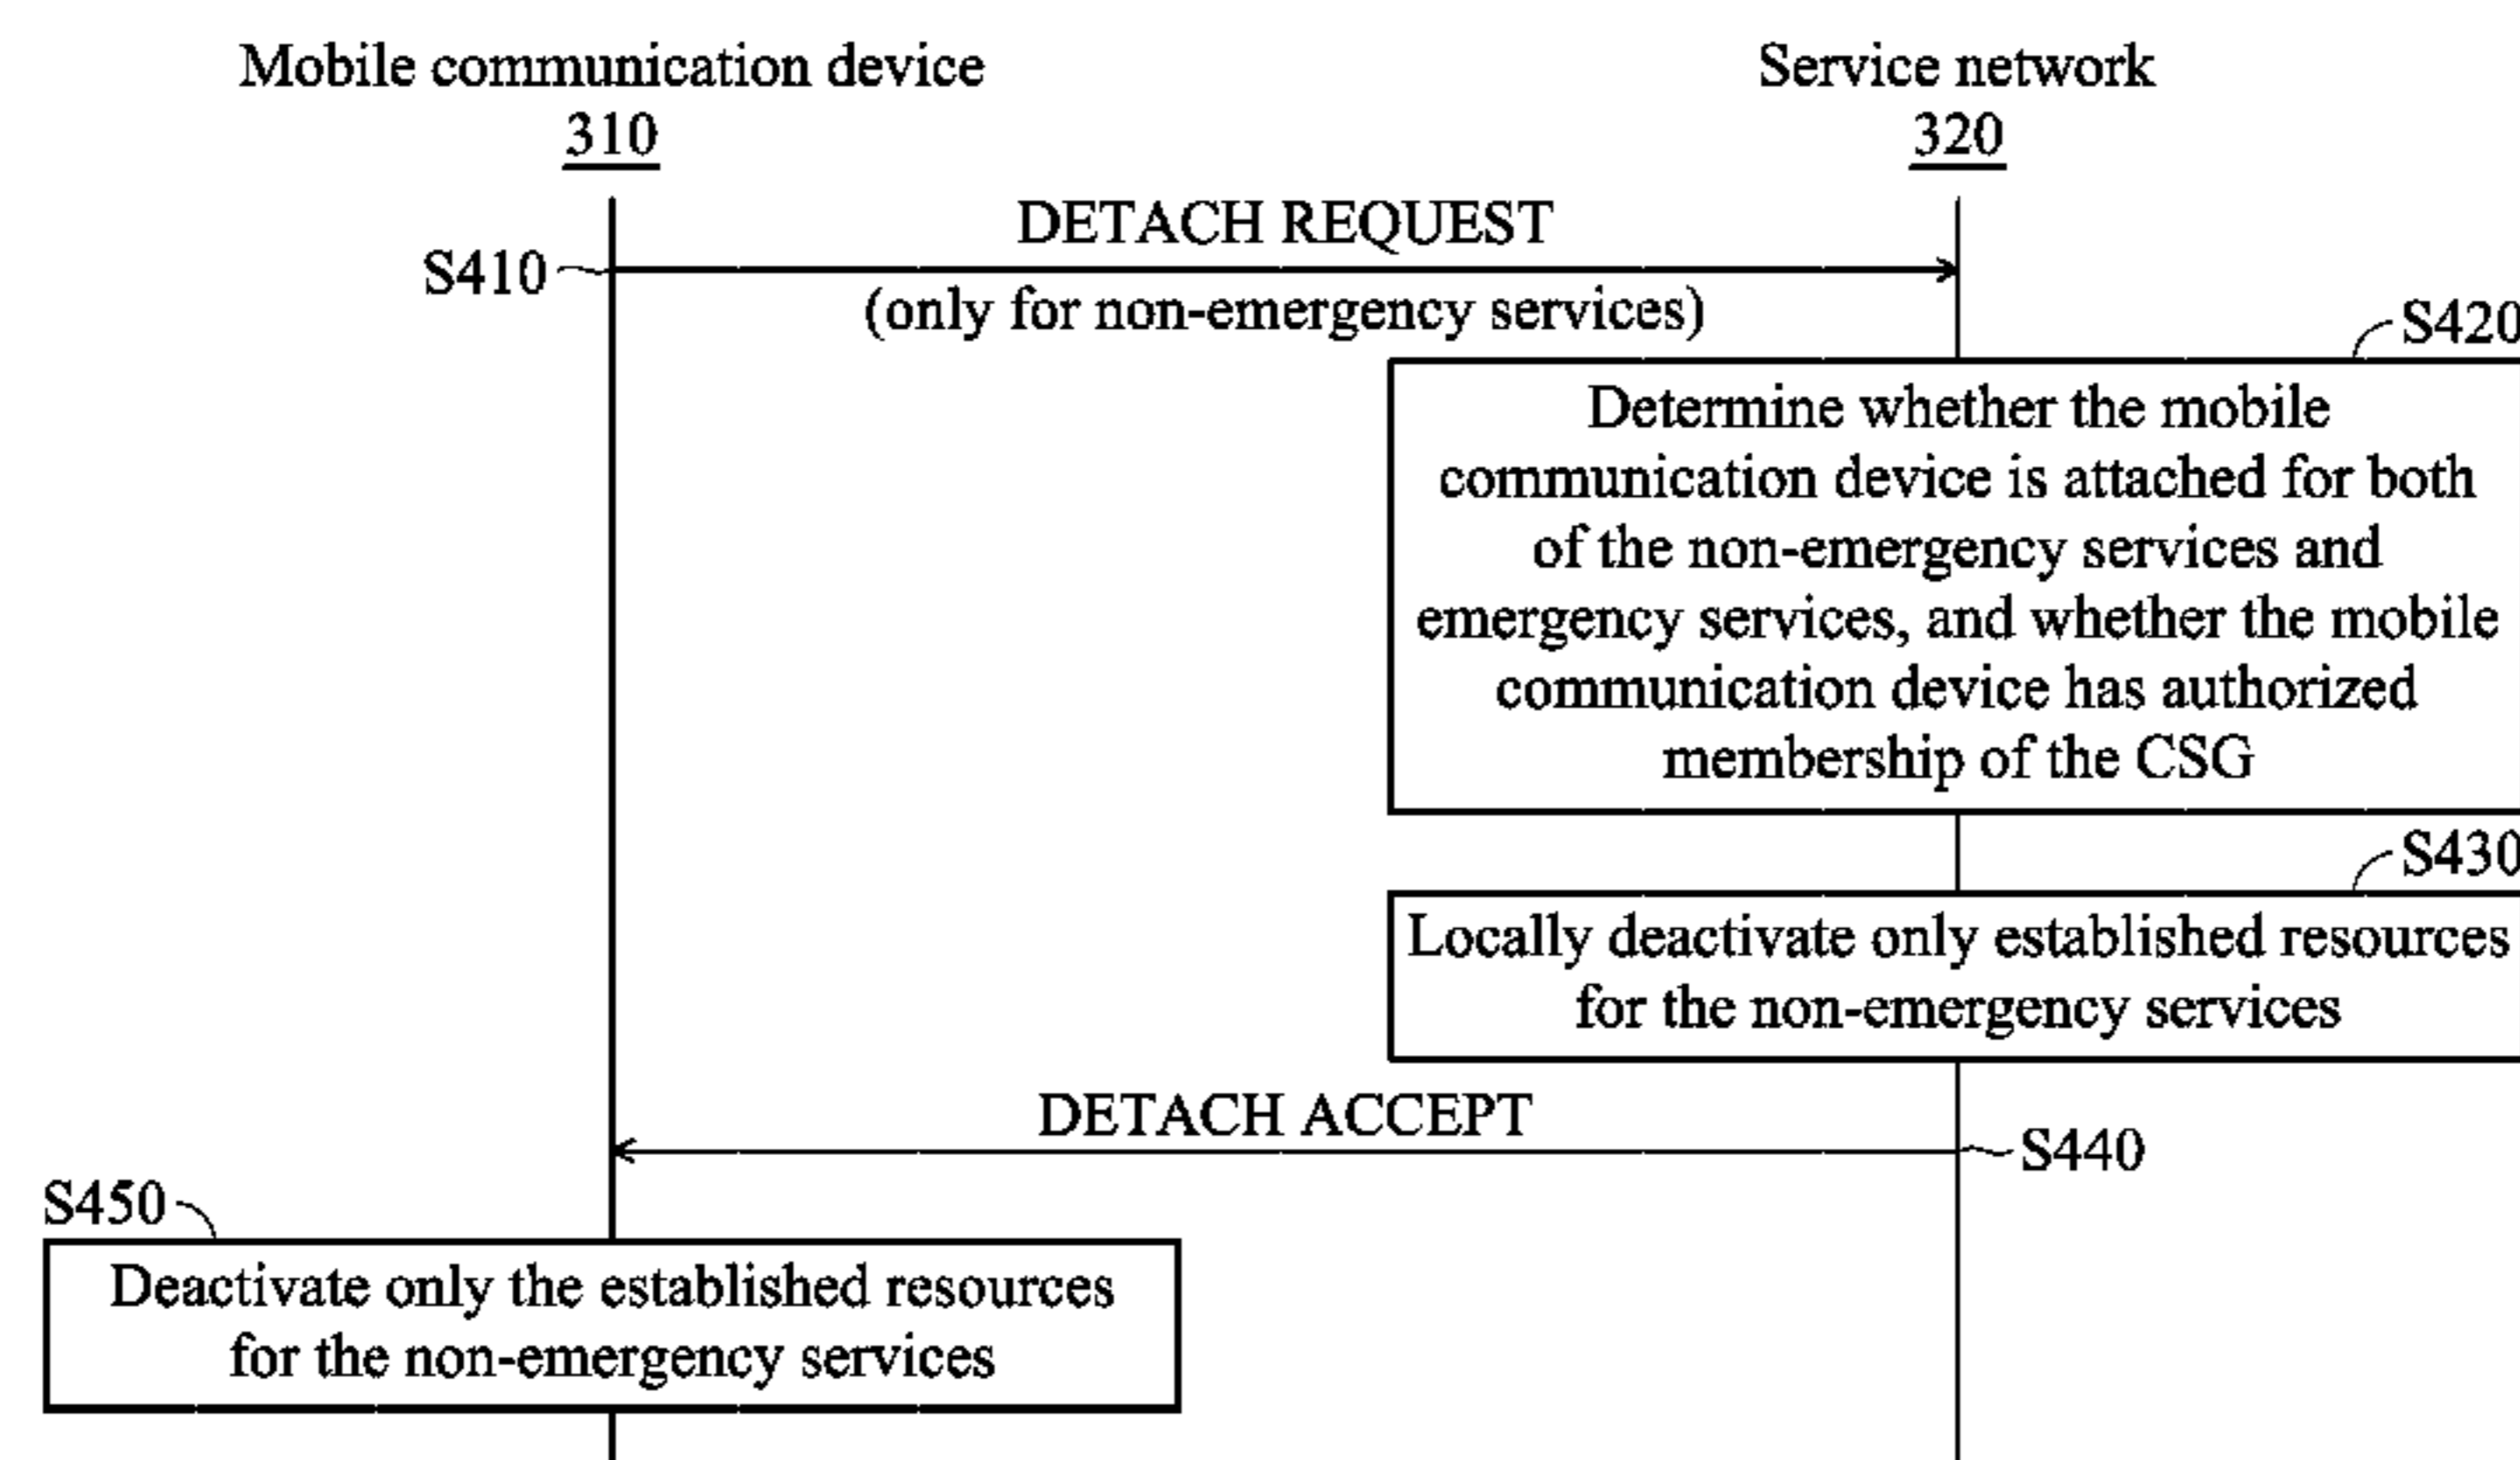 Mobile communication device
310
Service network
320
DETACH REQUEST
S410
(only for non-emergency services)
S420
Determine whether the mobile
communication device is attached for both
of the non-emergency services and
emergency services, and whether the mobile
communication device has authorized
membership of the CSG
S430
Locally deactivate only established resources
for the non-emergency services
DETACH ACCEPT
S440
S450
Deactivate only the established resources
for the non-emergency services